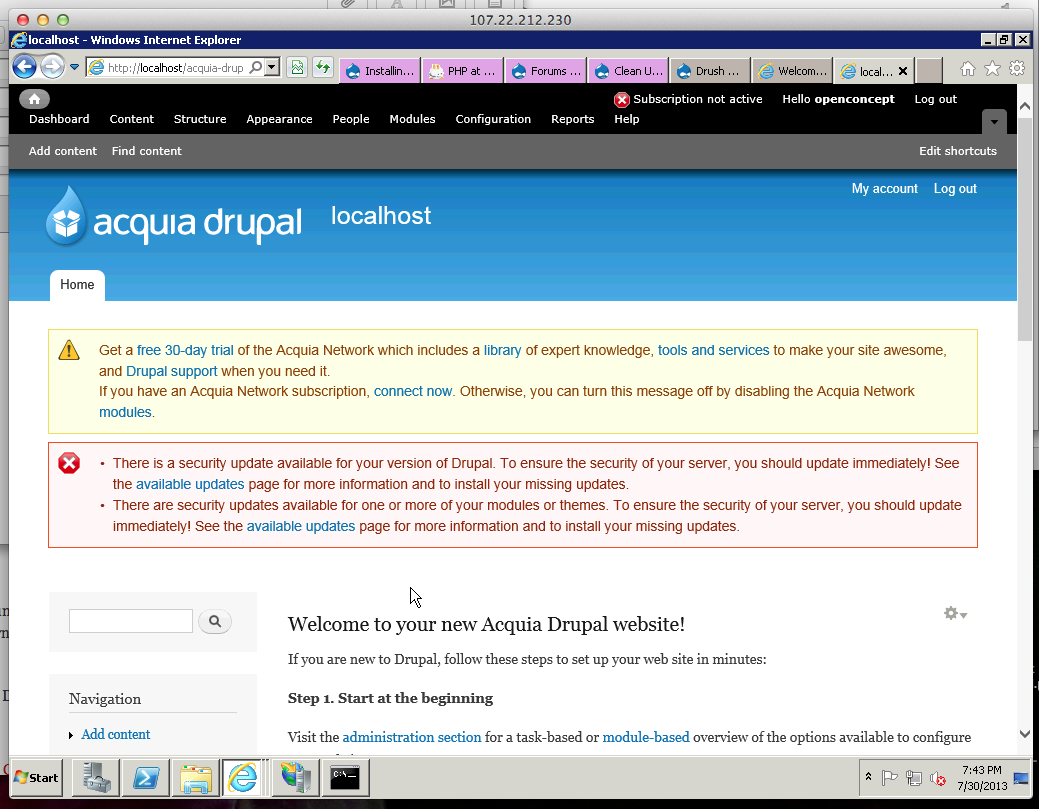 107.22.212.230
localhost - Windows Internet Explorer
http://localhost/acquia-drup
Installin...
PHP at ...
Forums ...
Clean U...
Drush ...
Welcom...
local...
Subscription not active
Hello openconcept
Log out
Dashboard Content Structure Appearance People Modules Configuration Reports Help
Add content Find content
Edit shortcuts
My account Log out
acquia drupal
localhost
Home
Get a free 30-day trial of the Acquia Network which includes a library of expert knowledge, tools and services to make your site awesome,
and Drupal support when you need it.
If you have an Acquia Network subscription, connect now. Otherwise, you can turn this message off by disabling the Acquia Network
modules.
• There is a security update available for your version of Drupal. To ensure the security of your server, you should update immediately! See
the available updates page for more information and to install your missing updates.
• There are security updates available for one or more of your modules or themes. To ensure the security of your server, you should update
immediately! See the available updates page for more information and to install your missing updates.
Welcome to your new Acquia Drupal website!
If you are new to Drupal, follow these steps to set up your web site in minutes:
Step 1. Start at the beginning
Visit the administration section for a task-based or module-based overview of the options available to configure
Navigation
Add content
Start
C:\_
7:43 PM
7/30/2013